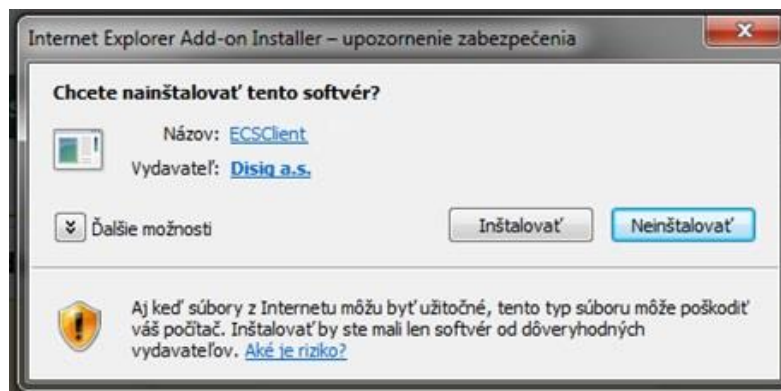 Internet Explorer Add-on Installer – upozornenie zabezpečenia
Chcete nainštalovať tento softvér?
Názov: ECSClient
Vydavateľ: Disig a.s.
Ďalšie možnosti
Inštalovať
Neinštalovať
Aj keď súbory z Internetu môžu byť užitočné, tento typ súboru môže poškodiť
váš počítač. Inštalovať by ste mali len softvér od dôveryhodných
vydavateľov. Aké je riziko?